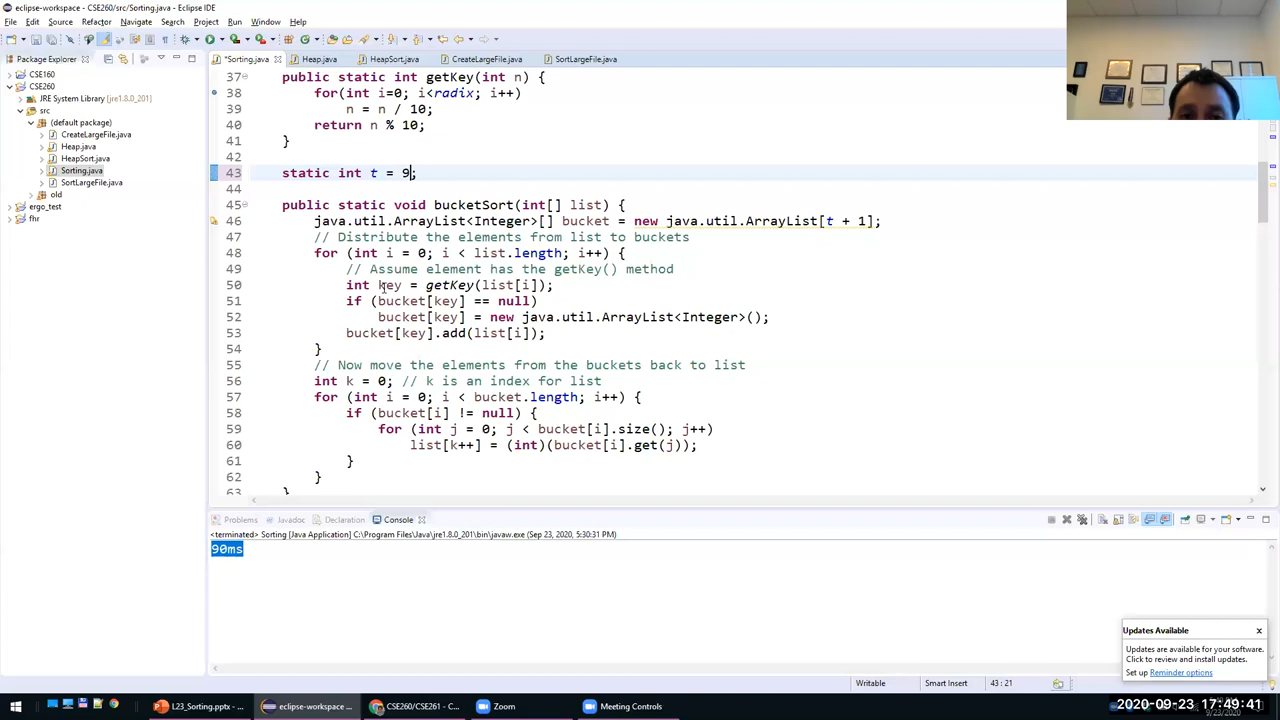 eclipse-workspace - CSE260/src/Sorting.java - Eclipse IDE
File Edit Source Refactor Navigate Search Project Run Window Help
Package Explorer
*Sorting.java Heap.java HeapSort.java CreateLargeFile.java SortLargeFile.java
CSE160
CSE260
JRE System Library [jre1.8.0_201]
src
(default package)
CreateLargeFile.java
Heap.java
HeapSort.java
Sorting.java
SortLargeFile.java
old
ergo_test
fhr
37 public static int getKey(int n) {
38 for(int i=0; i<radix; i++)
39 n = n / 10;
40 return n % 10;
41 }
42
43 static int t = 9;
44
45 public static void bucketSort(int[] list) {
46 java.util.ArrayList<Integer>[] bucket = new java.util.ArrayList[t + 1];
47 // Distribute the elements from list to buckets
48 for (int i = 0; i < list.length; i++) {
49 // Assume element has the getKey() method
50 int key = getKey(list[i]);
51 if (bucket[key] == null)
52 bucket[key] = new java.util.ArrayList<Integer>();
53 bucket[key].add(list[i]);
54 }
55 // Now move the elements from the buckets back to list
56 int k = 0; // k is an index for list
57 for (int i = 0; i < bucket.length; i++) {
58 if (bucket[i] != null) {
59 for (int j = 0; j < bucket[i].size(); j++)
60 list[k++] = (int)(bucket[i].get(j));
61 }
62 }
63 }
Problems Javadoc Declaration Console
<terminated> Sorting [Java Application] C:\Program Files\Java\jre1.8.0_201\bin\javaw.exe (Sep 23, 2020, 5:30:31 PM)
90ms
Updates Available
Updates are available for your software.
Click to review and install updates.
Set up Reminder options
Writable Smart Insert 43 : 21
L23_Sorting.pptx - ... eclipse-workspace ... CSE260/CSE261 - C... Zoom Meeting Controls
2020-09-23 17:49:41
9/23/2020